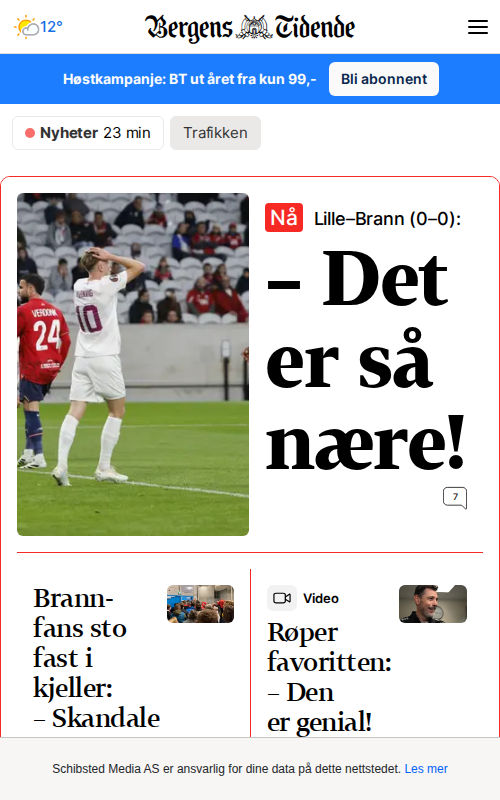 12°
Bergens Tidende
Høstkampanje: BT ut året fra kun 99,-
Bli abonnent
Nyheter 23 min
Trafikken
Nå Lille–Brann (0–0):
– Det
er så
nære!
7
VERDONK
24
10
Brann-
fans sto
fast i
kjeller:
– Skandale
Video
Røper
favoritten:
– Den
er genial!
Schibsted Media AS er ansvarlig for dine data på dette nettstedet. Les mer